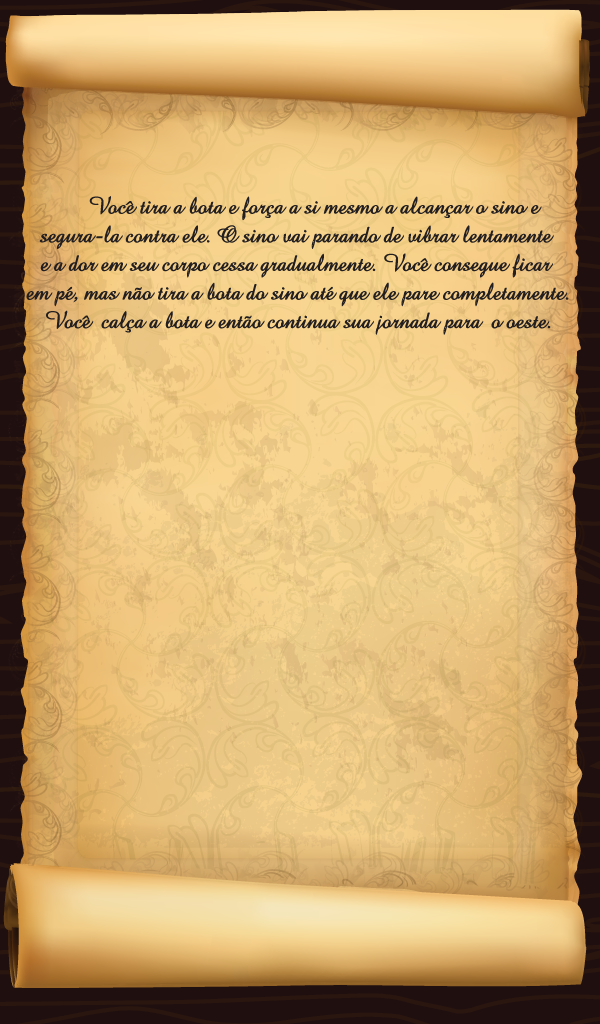 Você tira a bota e força a si mesmo a alcançar o sino e
segura-la contra ele. O sino vai parando de vibrar lentamente
e a dor em seu corpo cessa gradualmente. Você consegue ficar
em pé, mas não tira a bota do sino até que ele pare completamente.
Você calça a bota e então continua sua jornada para o oeste.